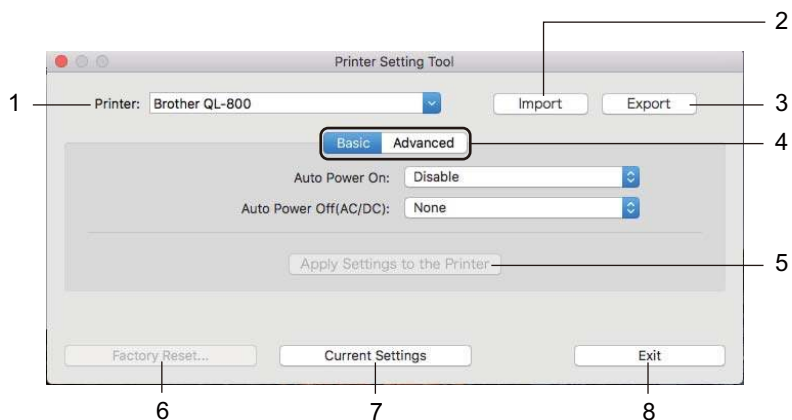 2
Printer Setting Tool
1 Printer: Brother QL-800 Import Export 3
Basic Advanced 4
Auto Power On: Disable
Auto Power Off(AC/DC): None
Apply Settings to the Printer 5
Factory Reset... Current Settings Exit
6 7 8